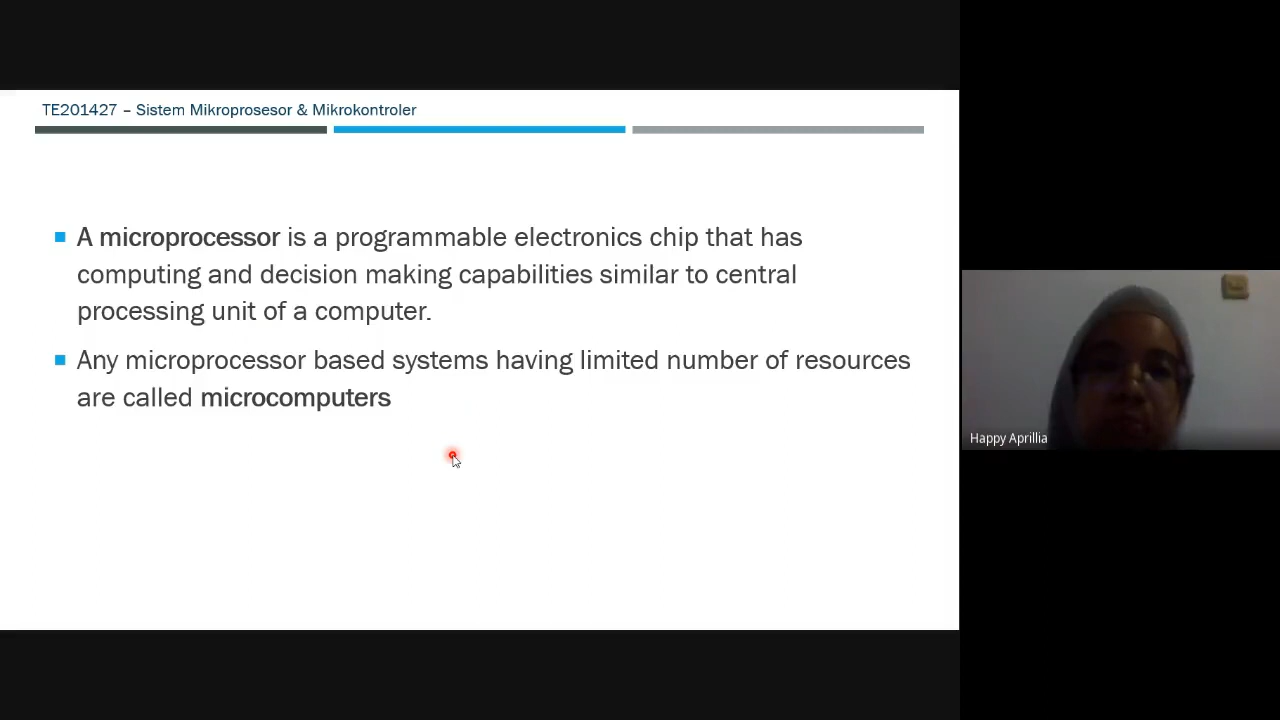 TE201427 – Sistem Mikroprosesor & Mikrokontroler
A microprocessor is a programmable electronics chip that has
computing and decision making capabilities similar to central
processing unit of a computer.
Any microprocessor based systems having limited number of resources
are called microcomputers
Happy Aprillia